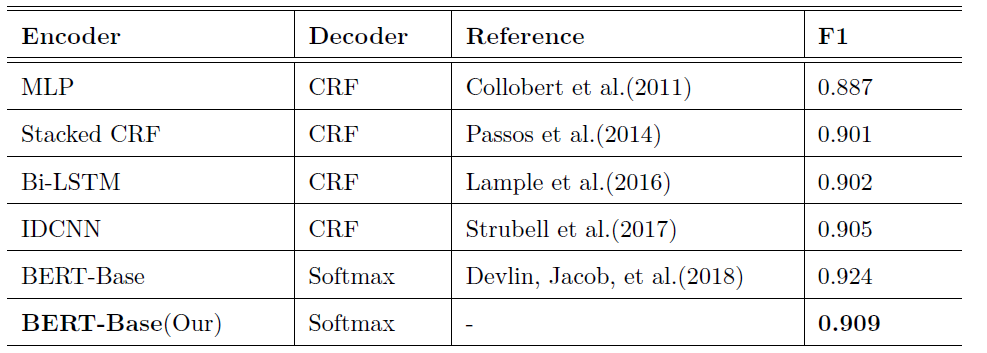 Encoder Decoder Reference F1
MLP CRF Collobert et al.(2011) 0.887
Stacked CRF CRF Passos et al.(2014) 0.901
Bi-LSTM CRF Lample et al.(2016) 0.902
IDCNN CRF Strubell et al.(2017) 0.905
BERT-Base Softmax Devlin, Jacob, et al.(2018) 0.924
BERT-Base(Our) Softmax - 0.909